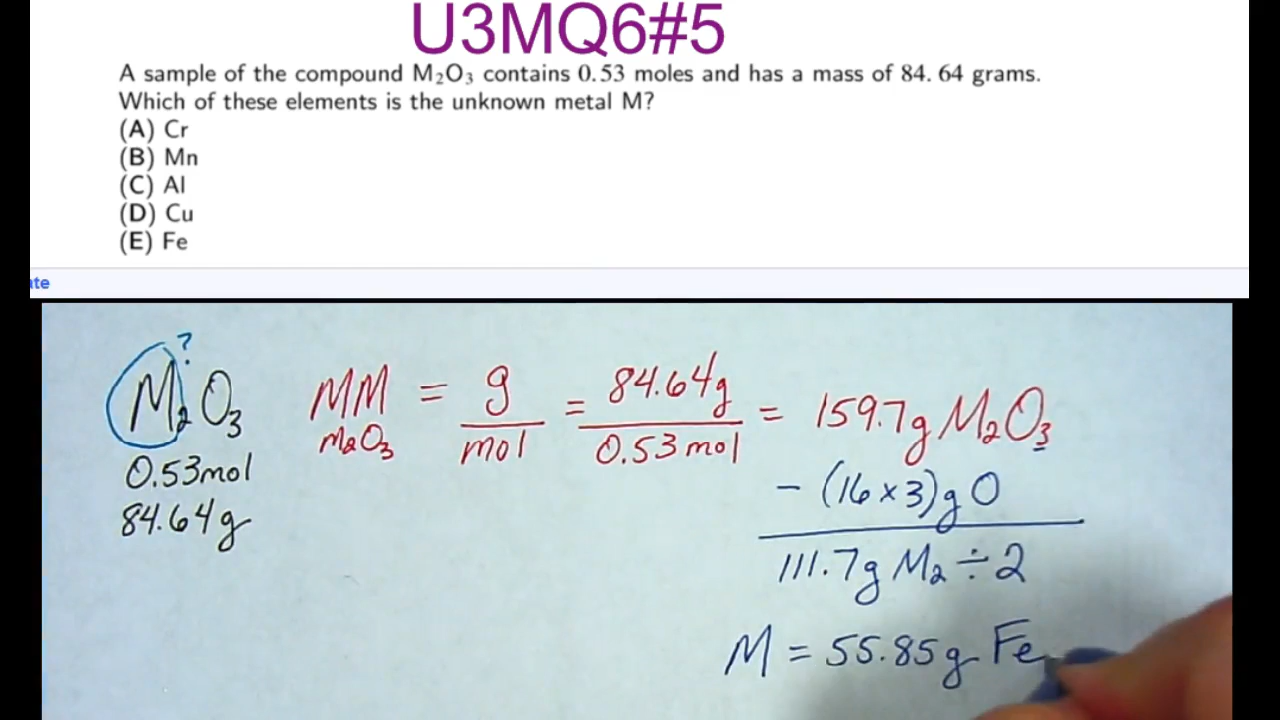 U3MQ6#5
A sample of the compound M₂O₃ contains 0.53 moles and has a mass of 84.64 grams.
Which of these elements is the unknown metal M?
(A) Cr
(B) Mn
(C) Al
(D) Cu
(E) Fe
ate
?
M₂O₃
0.53mol
84.64g
MM M₂O₃ = g/mol = 84.64g/0.53mol = 159.7g M₂O₃
- (16×3)g O
111.7g M₂ ÷ 2
M = 55.85g Fe